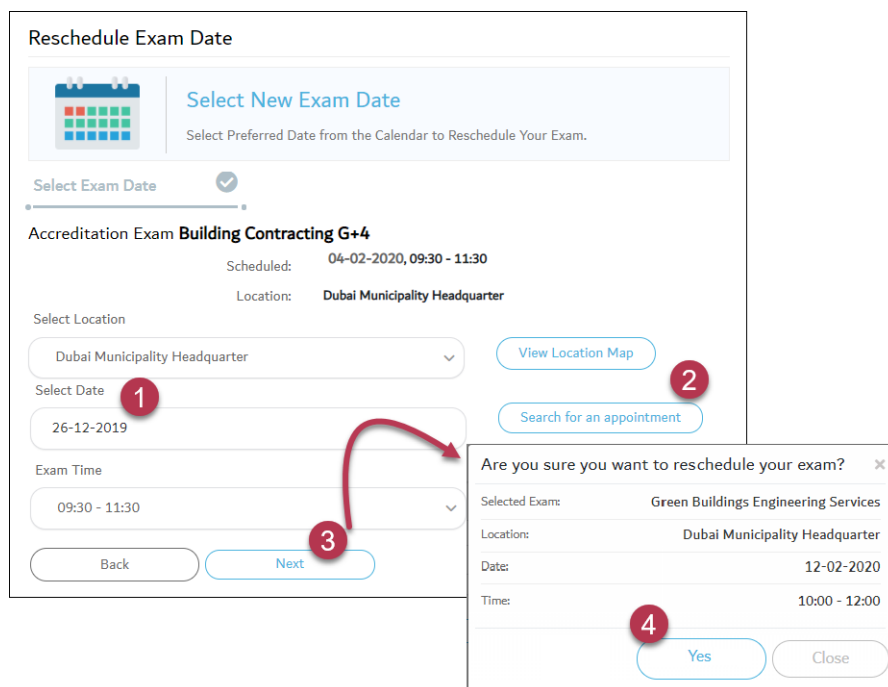 Reschedule Exam Date
Select New Exam Date
Select Preferred Date from the Calendar to Reschedule Your Exam.
Select Exam Date
Accreditation Exam Building Contracting G+4
Scheduled: 04-02-2020, 09:30 - 11:30
Location: Dubai Municipality Headquarter
Select Location
Dubai Municipality Headquarter
View Location Map
2
Select Date
1
26-12-2019
Search for an appointment
Exam Time
09:30 - 11:30
3
Back
Next
Are you sure you want to reschedule your exam? ×
Selected Exam: Green Buildings Engineering Services
Location: Dubai Municipality Headquarter
Date: 12-02-2020
Time: 10:00 - 12:00
4
Yes
Close